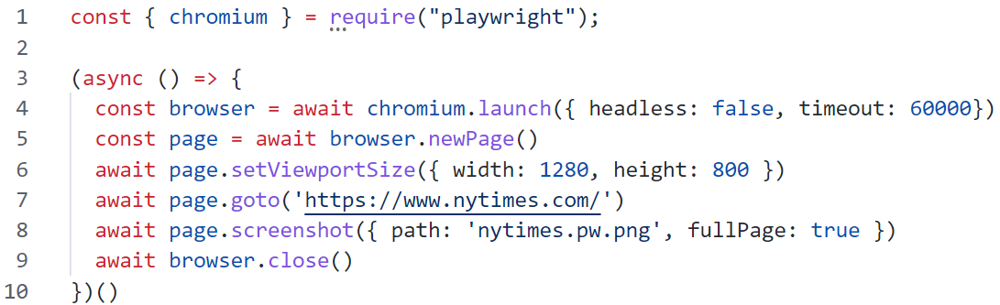 1 const { chromium } = require("playwright");
2
3 (async () => {
4 const browser = await chromium.launch({ headless: false, timeout: 60000})
5 const page = await browser.newPage()
6 await page.setViewportSize({ width: 1280, height: 800 })
7 await page.goto('https://www.nytimes.com/')
8 await page.screenshot({ path: 'nytimes.pw.png', fullPage: true })
9 await browser.close()
10 })()